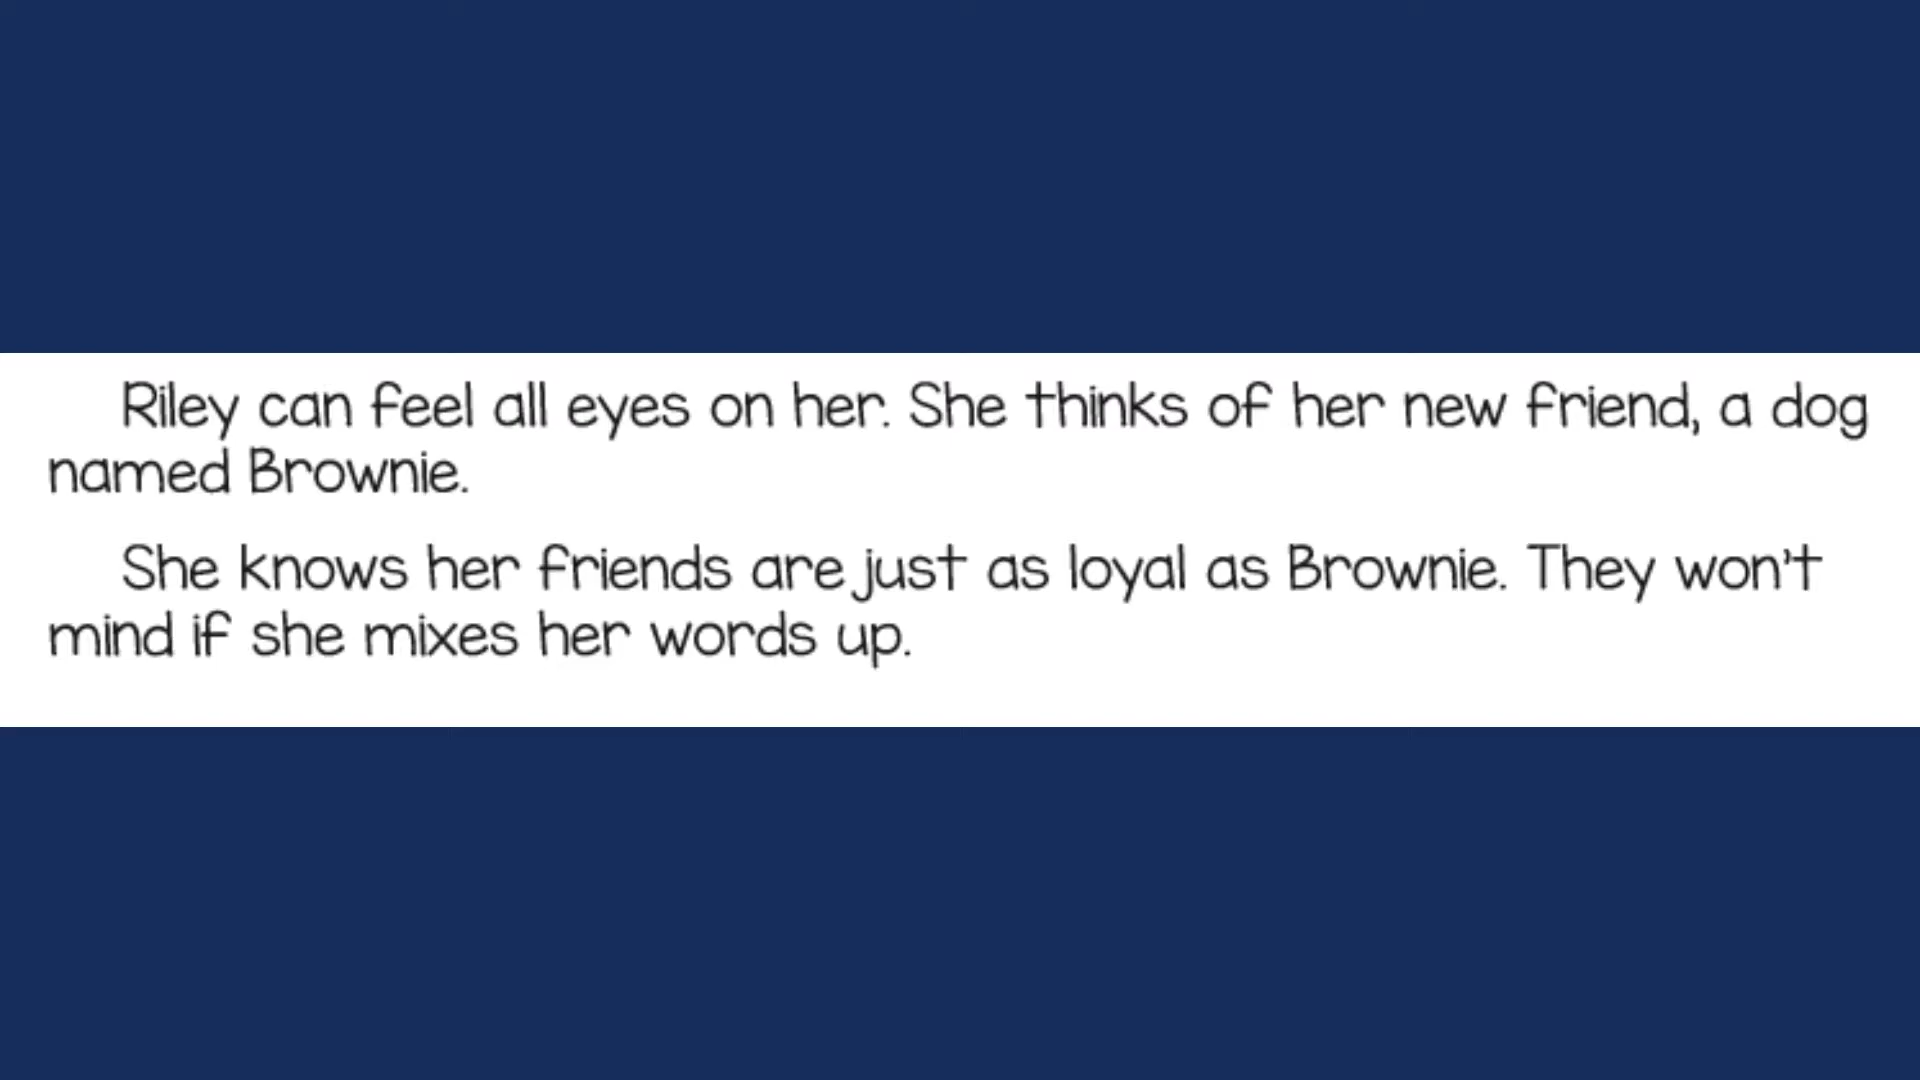 Riley can feel all eyes on her. She thinks of her new friend, a dog
named Brownie.
She knows her friends are just as loyal as Brownie. They won't
mind if she mixes her words up.